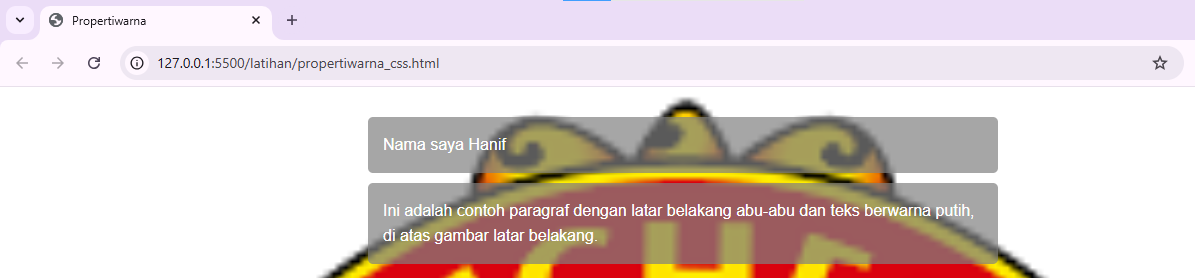 Propertiwarna
127.0.0.1:5500/latihan/propertiwarna_css.html
Nama saya Hanif
Ini adalah contoh paragraf dengan latar belakang abu-abu dan teks berwarna putih,
di atas gambar latar belakang.